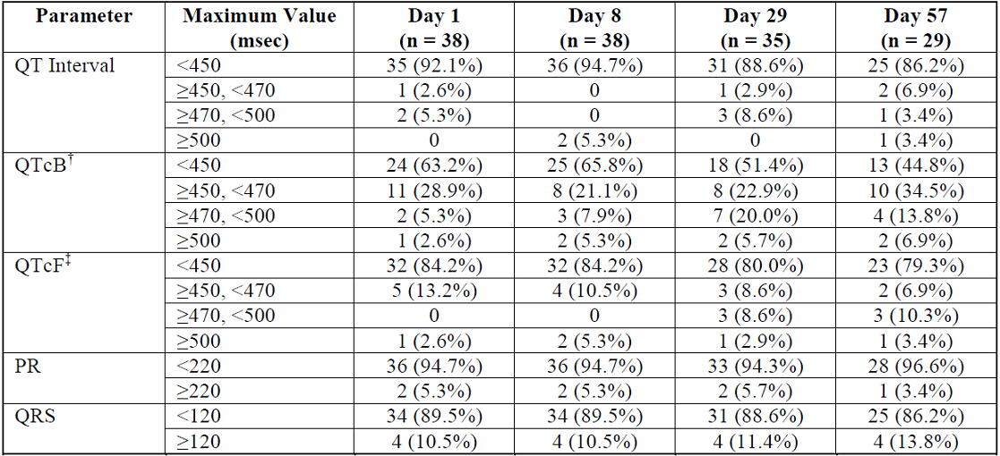 Parameter Maximum Value (msec) Day 1 (n = 38) Day 8 (n = 38) Day 29 (n = 35) Day 57 (n = 29)
QT Interval <450 35 (92.1%) 36 (94.7%) 31 (88.6%) 25 (86.2%)
≥450, <470 1 (2.6%) 0 1 (2.9%) 2 (6.9%)
≥470, <500 2 (5.3%) 0 3 (8.6%) 1 (3.4%)
≥500 0 2 (5.3%) 0 1 (3.4%)
QTcB† <450 24 (63.2%) 25 (65.8%) 18 (51.4%) 13 (44.8%)
≥450, <470 11 (28.9%) 8 (21.1%) 8 (22.9%) 10 (34.5%)
≥470, <500 2 (5.3%) 3 (7.9%) 7 (20.0%) 4 (13.8%)
≥500 1 (2.6%) 2 (5.3%) 2 (5.7%) 2 (6.9%)
QTcF‡ <450 32 (84.2%) 32 (84.2%) 28 (80.0%) 23 (79.3%)
≥450, <470 5 (13.2%) 4 (10.5%) 3 (8.6%) 2 (6.9%)
≥470, <500 0 0 3 (8.6%) 3 (10.3%)
≥500 1 (2.6%) 2 (5.3%) 1 (2.9%) 1 (3.4%)
PR <220 36 (94.7%) 36 (94.7%) 33 (94.3%) 28 (96.6%)
≥220 2 (5.3%) 2 (5.3%) 2 (5.7%) 1 (3.4%)
QRS <120 34 (89.5%) 34 (89.5%) 31 (88.6%) 25 (86.2%)
≥120 4 (10.5%) 4 (10.5%) 4 (11.4%) 4 (13.8%)